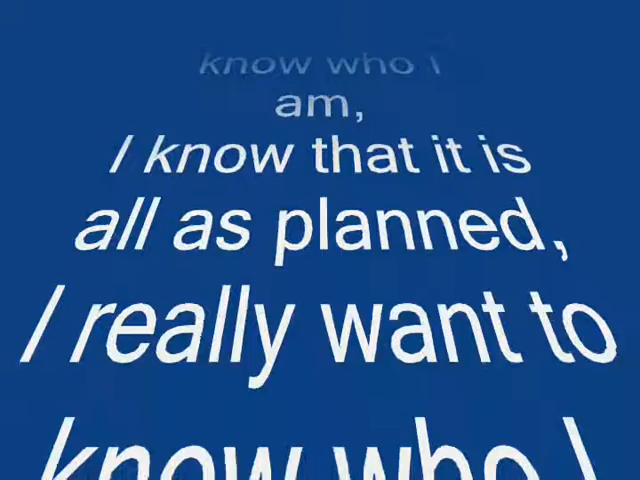 know who I
am,
I know that it is
all as planned,
I really want to
know who I